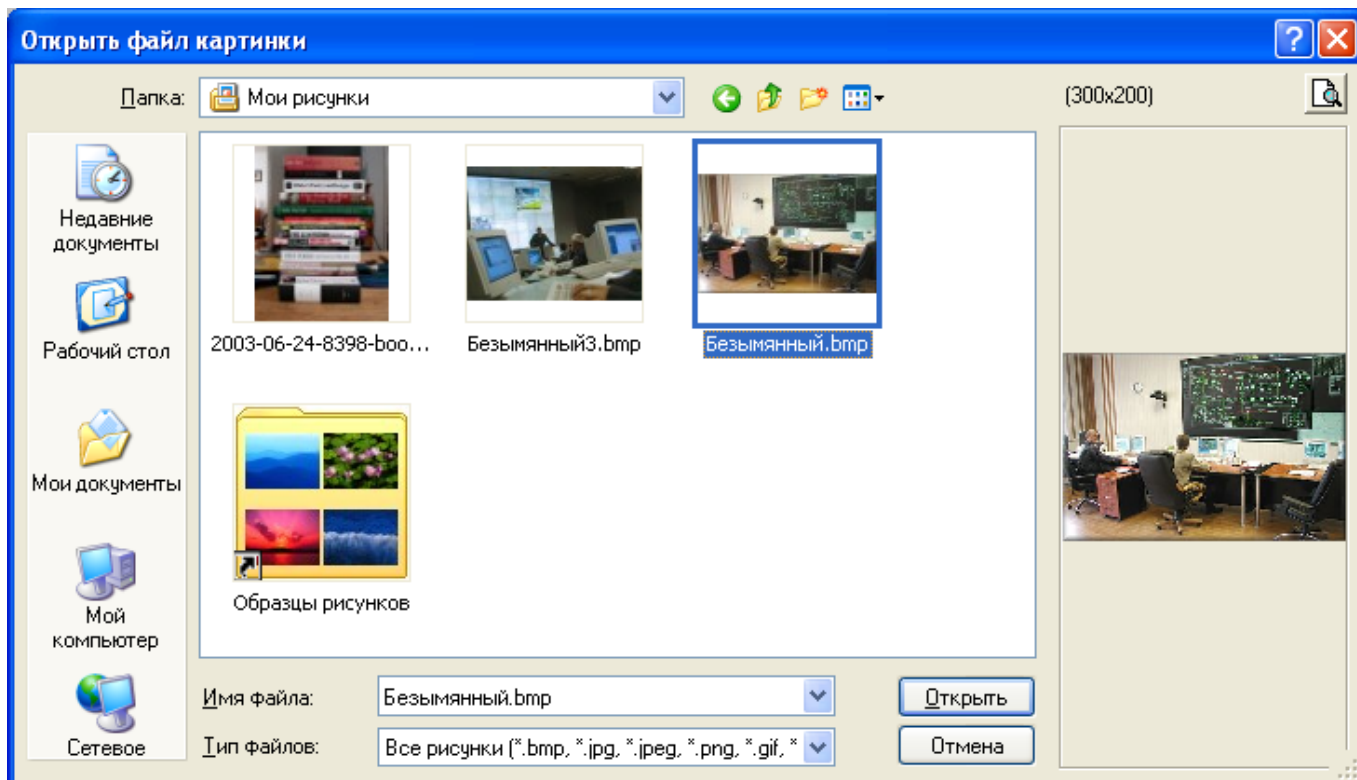 Открыть файл картинки
Папка:
Мои рисунки
(300x200)
Недавние
документы
Рабочий стол
Мои документы
Мой
компьютер
Сетевое
2003-06-24-8398-boo...
Безымянный3.bmp
Безымянный.bmp
Образцы рисунков
Имя файла:
Безымянный.bmp
Открыть
Тип файлов:
Все рисунки (*.bmp, *.jpg, *.jpeg, *.png, *.gif, *
Отмена